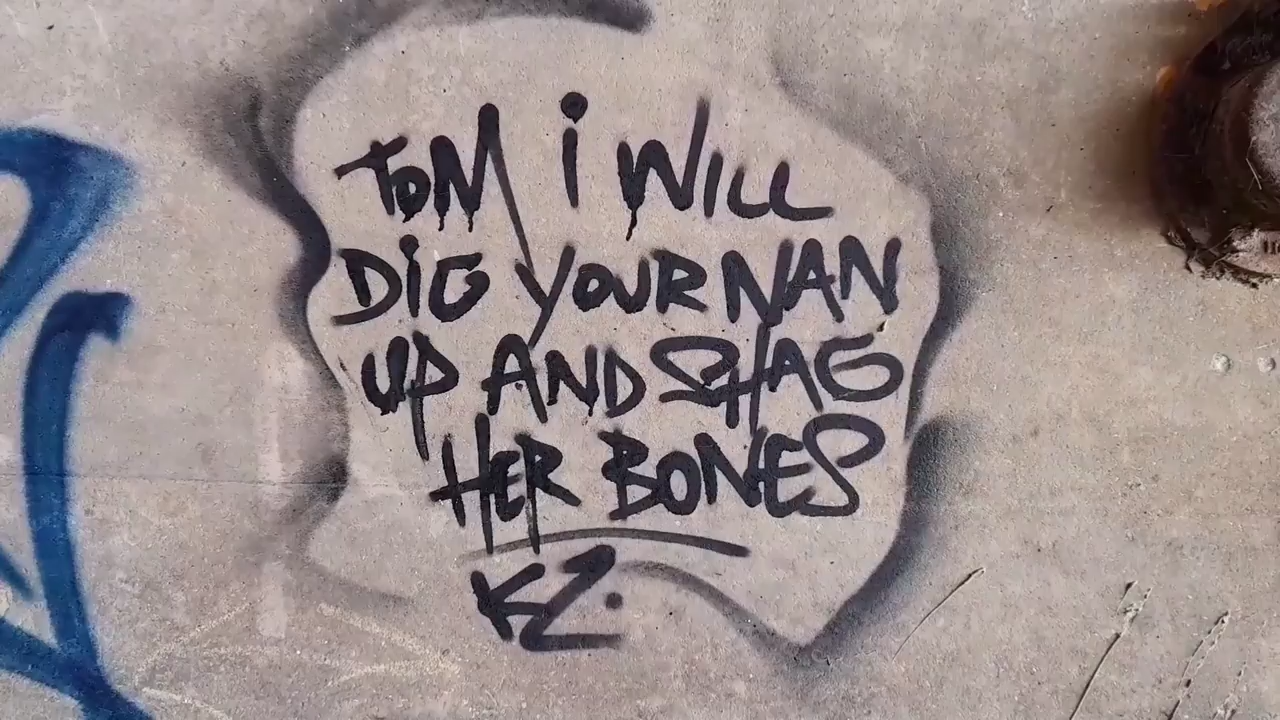 TOM i WILL
DiG YOUR NAN
UP AND SHAG
HER BONES
KZ.